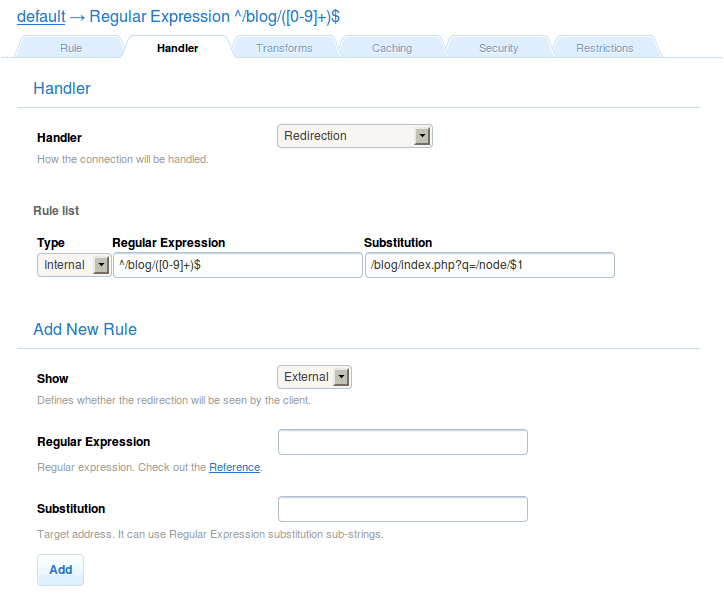 default → Regular Expression ^/blog/([0-9]+)$
Rule Handler Transforms Caching Security Restrictions
Handler
Handler Redirection
How the connection will be handled.
Rule list
Type Regular Expression Substitution
Internal ^/blog/([0-9]+)$ /blog/index.php?q=/node/$1
Add New Rule
Show External
Defines whether the redirection will be seen by the client.
Regular Expression
Regular expression. Check out the Reference.
Substitution
Target address. It can use Regular Expression substitution sub-strings.
Add